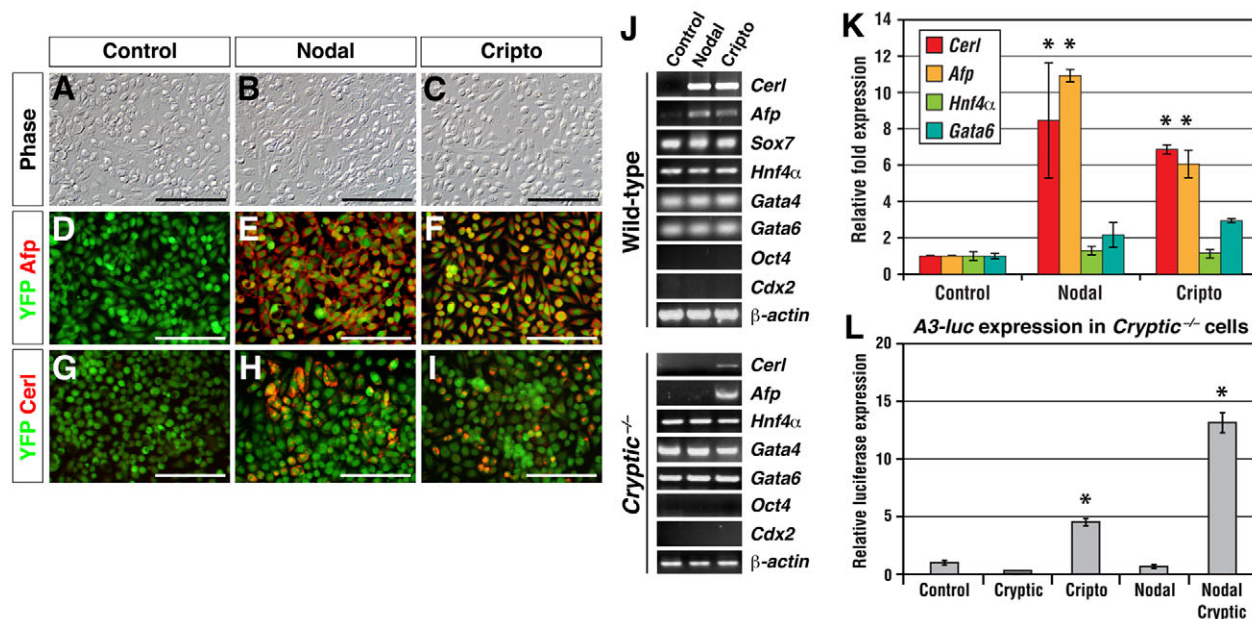 Control Nodal Cripto
Phase
A B C
YFP Afp
D E F
YFP Cerl
G H I
J
Control Nodal Cripto
Wild-type
Cerl
Afp
Sox7
Hnf4α
Gata4
Gata6
Oct4
Cdx2
β-actin
Cryptic−/−
Cerl
Afp
Hnf4α
Gata4
Gata6
Oct4
Cdx2
β-actin
K
Relative fold expression
14
12
10
8
6
4
2
0
Cerl
Afp
Hnf4α
Gata6
* *
* *
Control Nodal Cripto
L
A3-luc expression in Cryptic−/− cells
Relative luciferase expression
20
15
10
5
0
*
*
Control Cryptic Cripto Nodal Nodal
Cryptic